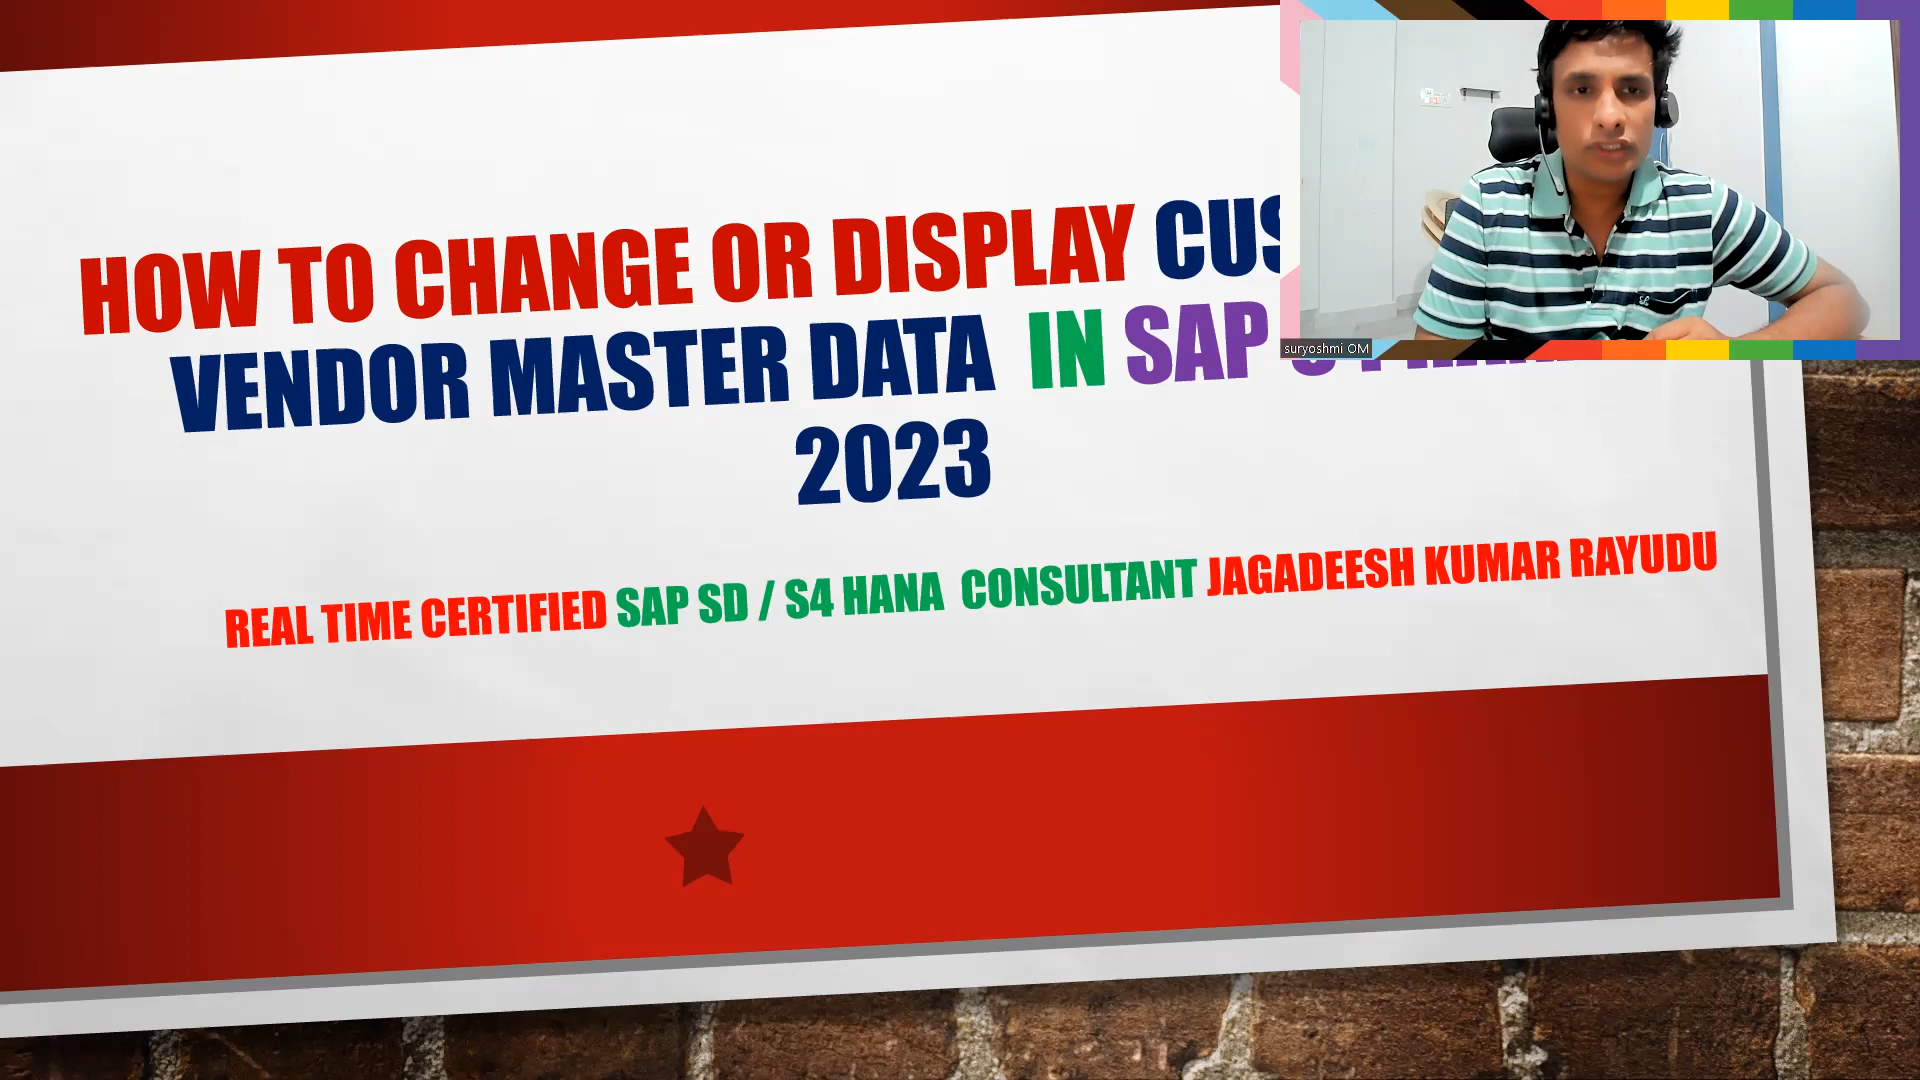 HOW TO CHANGE OR DISPLAY
VENDOR MASTER DATA IN SAP
2023
REAL TIME CERTIFIED SAP SD / S4 HANA CONSULTANT JAGADEESH KUMAR RAYUDU
suryoshmi OM